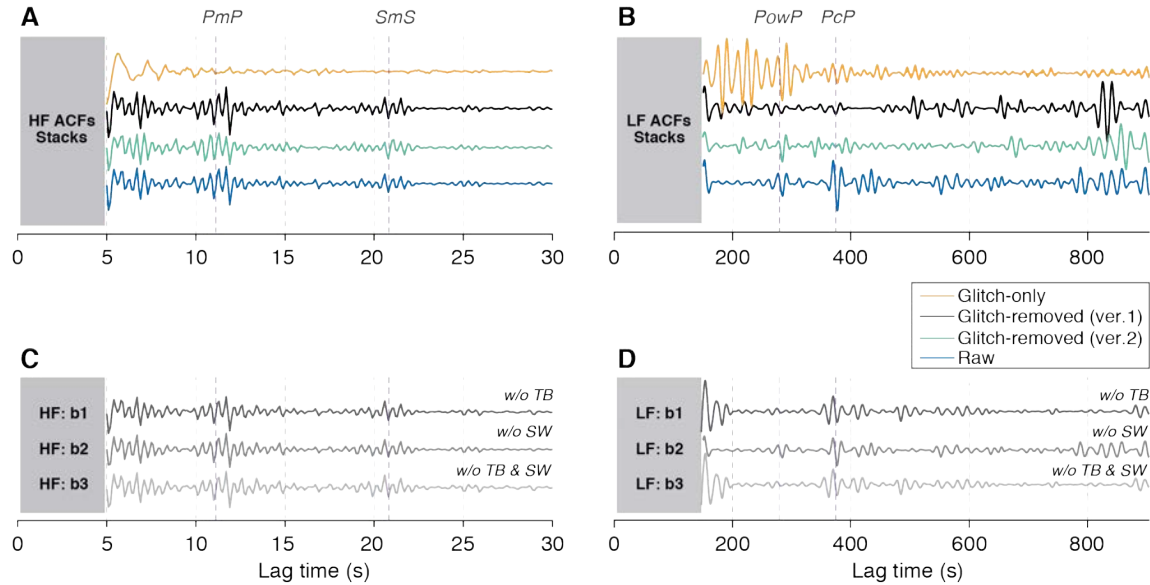 A
PmP
SmS
HF ACFs
Stacks
0
5
10
15
20
25
30
B
PowP
PcP
LF ACFs
Stacks
0
200
400
600
800
Glitch-only
Glitch-removed (ver.1)
Glitch-removed (ver.2)
Raw
C
HF: b1
w/o TB
HF: b2
w/o SW
HF: b3
w/o TB & SW
0
5
10
15
20
25
30
Lag time (s)
D
LF: b1
w/o TB
LF: b2
w/o SW
LF: b3
w/o TB & SW
0
200
400
600
800
Lag time (s)